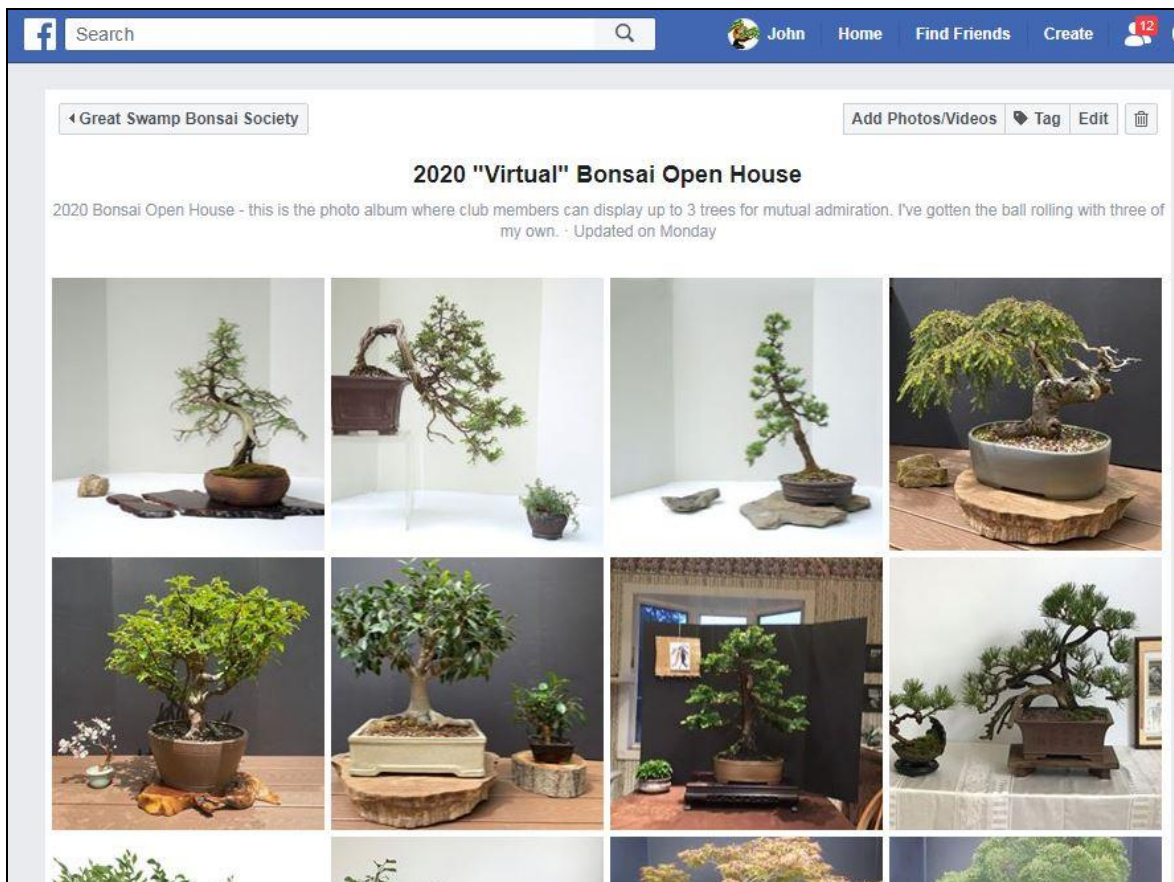 f Search John Home Find Friends Create 12
Great Swamp Bonsai Society Add Photos/Videos Tag Edit
2020 "Virtual" Bonsai Open House
2020 Bonsai Open House - this is the photo album where club members can display up to 3 trees for mutual admiration. I've gotten the ball rolling with three of
my own. · Updated on Monday